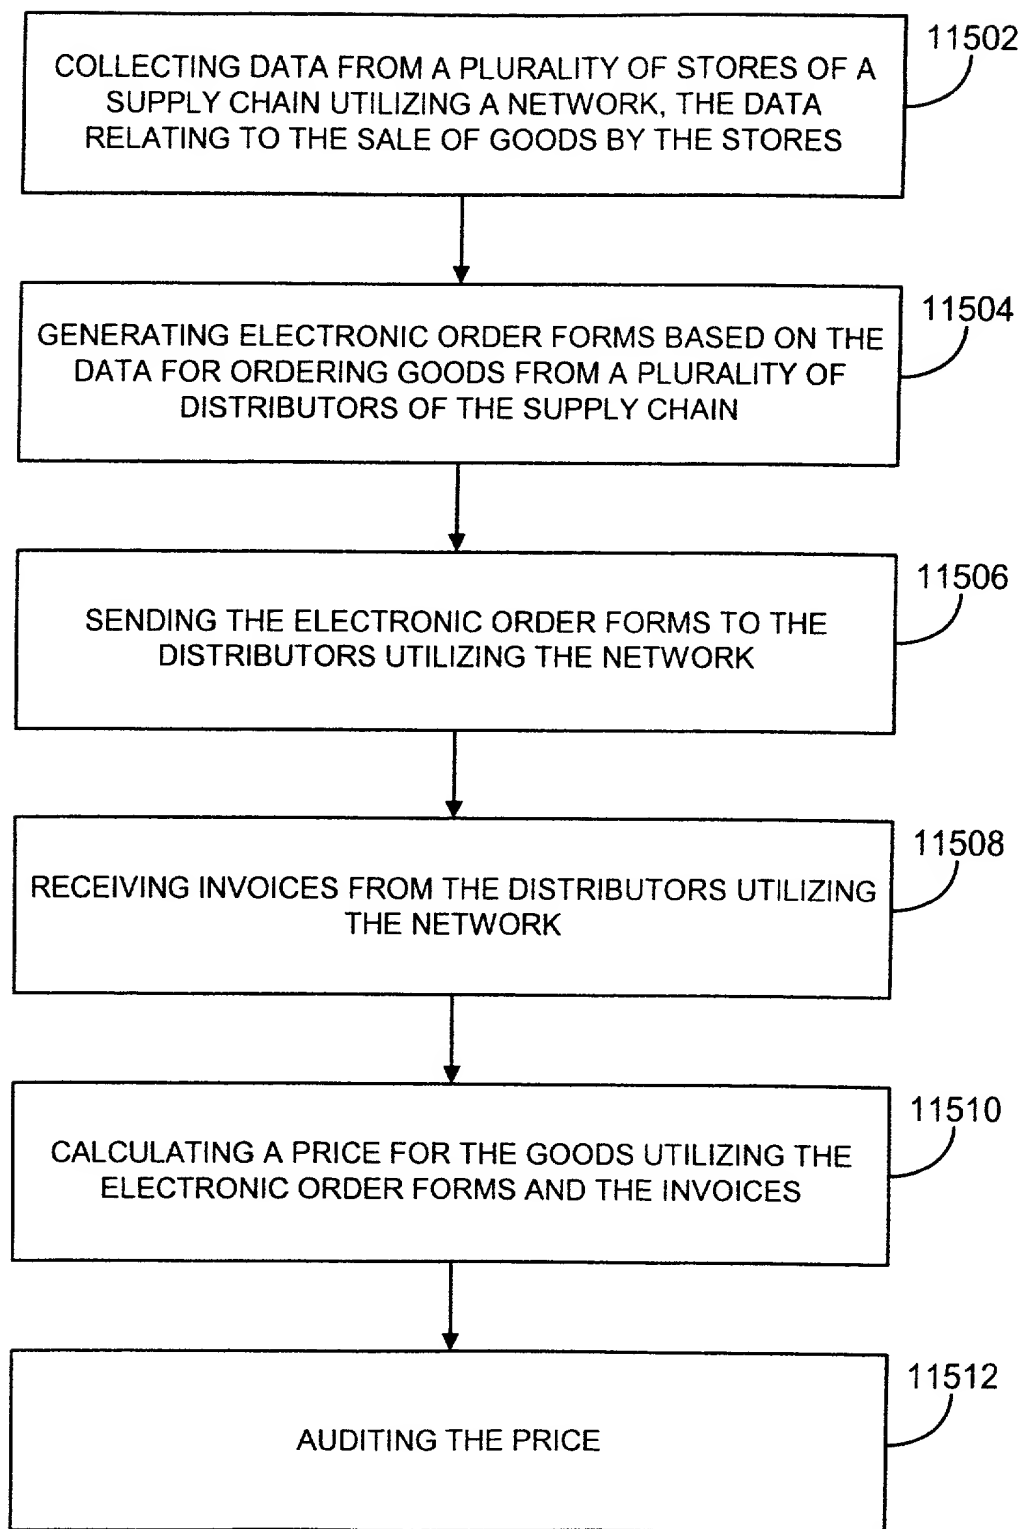 11502
COLLECTING DATA FROM A PLURALITY OF STORES OF A
SUPPLY CHAIN UTILIZING A NETWORK, THE DATA
RELATING TO THE SALE OF GOODS BY THE STORES
11504
GENERATING ELECTRONIC ORDER FORMS BASED ON THE
DATA FOR ORDERING GOODS FROM A PLURALITY OF
DISTRIBUTORS OF THE SUPPLY CHAIN
11506
SENDING THE ELECTRONIC ORDER FORMS TO THE
DISTRIBUTORS UTILIZING THE NETWORK
11508
RECEIVING INVOICES FROM THE DISTRIBUTORS UTILIZING
THE NETWORK
11510
CALCULATING A PRICE FOR THE GOODS UTILIZING THE
ELECTRONIC ORDER FORMS AND THE INVOICES
11512
AUDITING THE PRICE